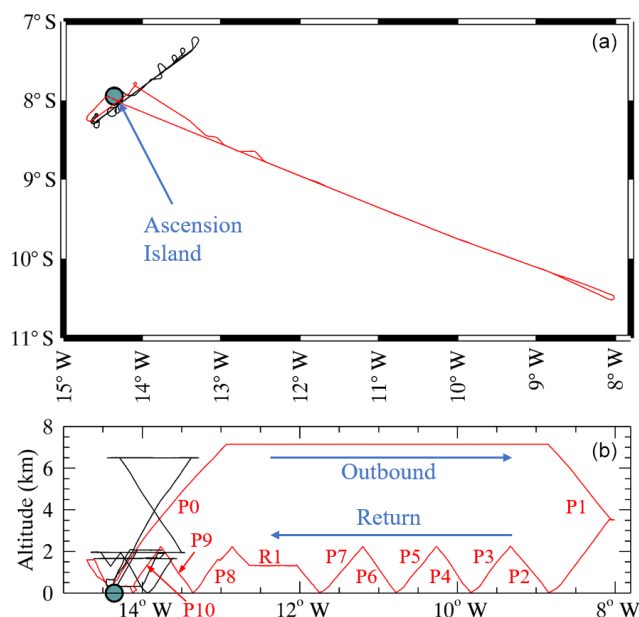 (a)
7° S
8° S
9° S
10° S
11° S
Ascension
Island
15° W
14° W
13° W
12° W
11° W
10° W
9° W
8° W
(b)
Altitude (km)
8
6
4
2
0
Outbound
Return
P0
P1
P9
R1
P7
P5
P3
P8
P6
P4
P2
P10
14° W
12° W
10° W
8° W